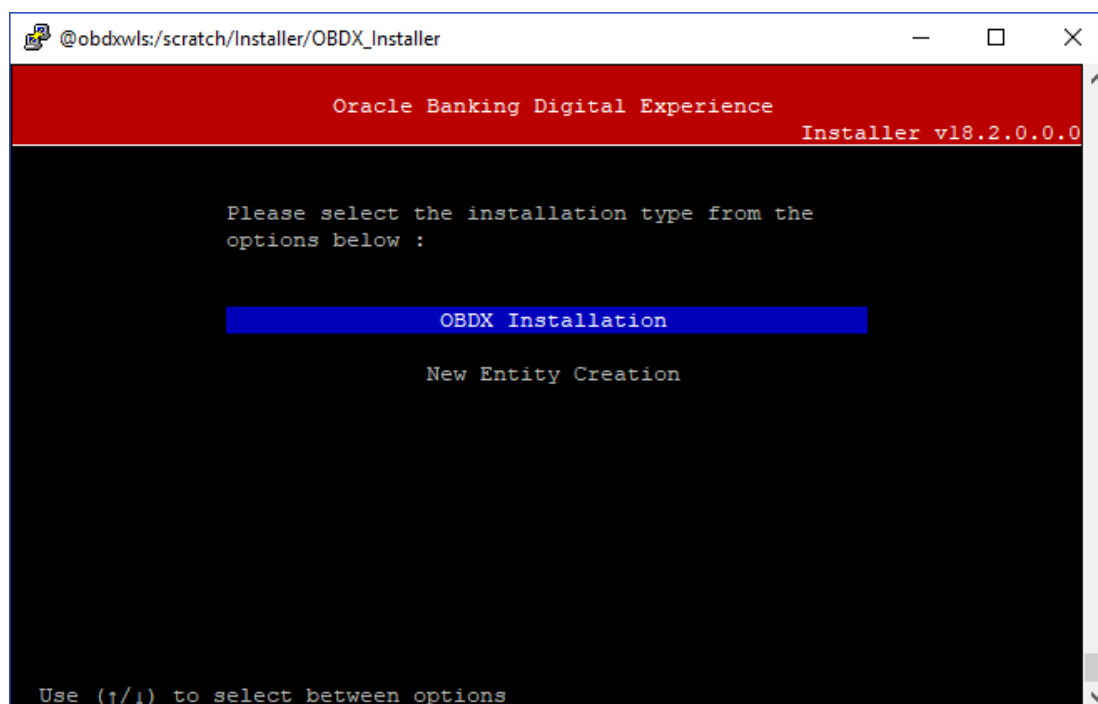 @obdxwls:/scratch/Installer/OBDX_Installer
Oracle Banking Digital Experience
Installer v18.2.0.0.0
Please select the installation type from the
options below :
OBDX Installation
New Entity Creation
Use (↑/↓) to select between options